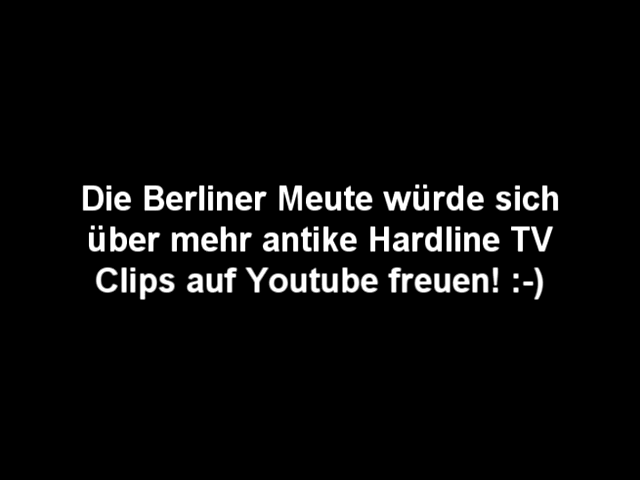 Die Berliner Meute würde sich
über mehr antike Hardline TV
Clips auf Youtube freuen! :-)